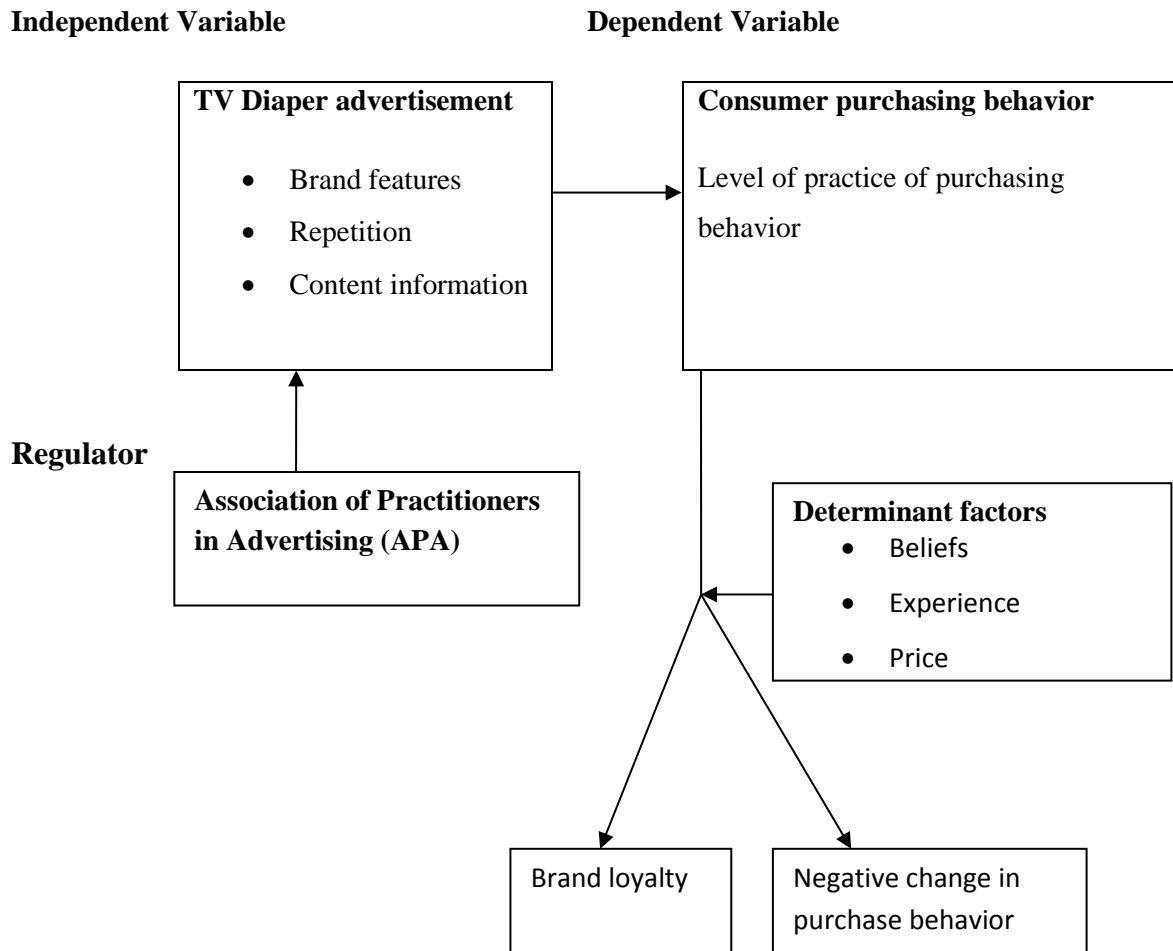 Independent Variable
Dependent Variable
TV Diaper advertisement
• Brand features
• Repetition
• Content information
Consumer purchasing behavior
Level of practice of purchasing
behavior
Regulator
Association of Practitioners
in Advertising (APA)
Determinant factors
• Beliefs
• Experience
• Price
Brand loyalty
Negative change in
purchase behavior